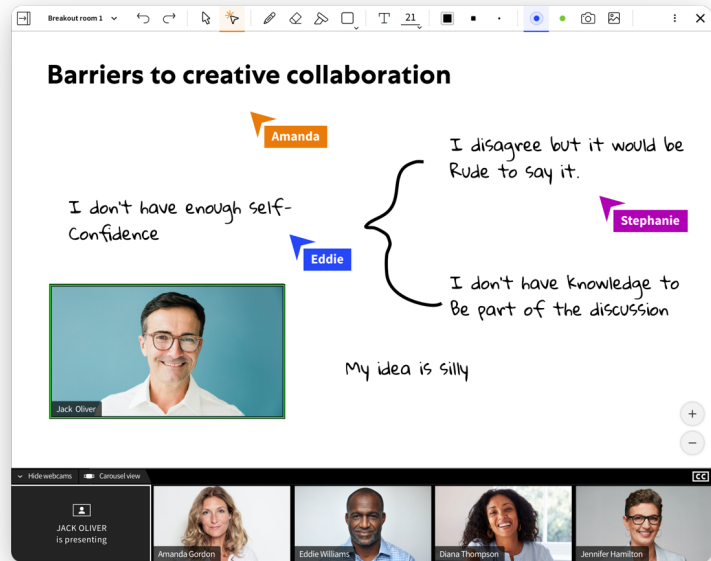 Breakout room 1
T
21
Barriers to creative collaboration
Amanda
I disagree but it would be
Rude to say it.
I don't have enough self-
Confidence
Stephanie
Eddie
I don't have knowledge to
Be part of the discussion
My idea is silly
Jack Oliver
+
−
Hide webcams
Carousel view
CC
JACK OLIVER
is presenting
Amanda Gordon
Eddie Williams
Diana Thompson
Jennifer Hamilton